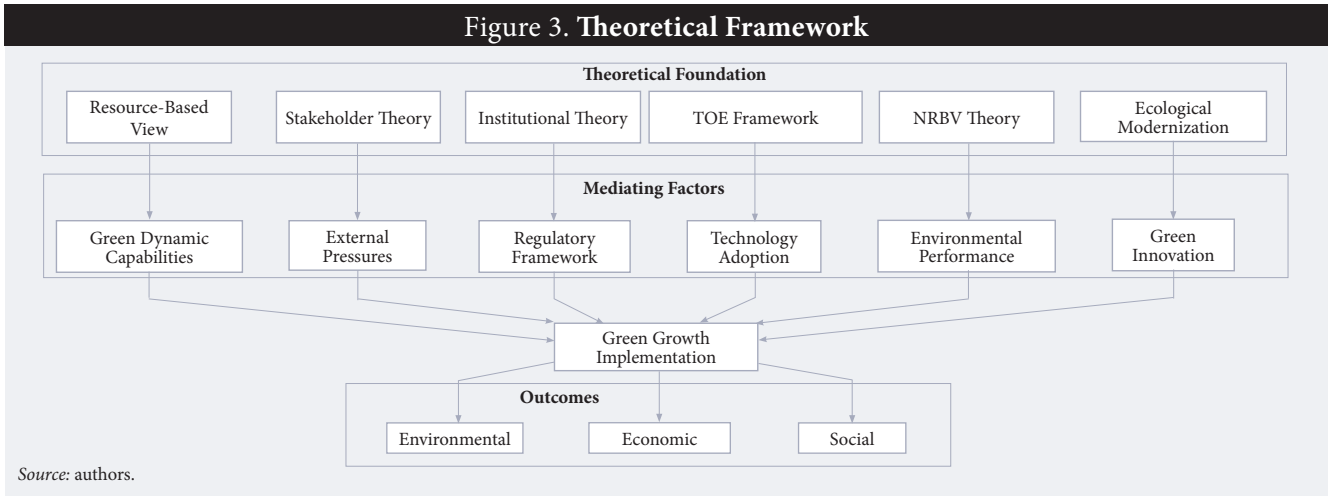 Figure 3. Theoretical Framework
Theoretical Foundation
Resource-Based
View
Stakeholder Theory
Institutional Theory
TOE Framework
NRBV Theory
Ecological
Modernization
Mediating Factors
Green Dynamic
Capabilities
External
Pressures
Regulatory
Framework
Technology
Adoption
Environmental
Performance
Green
Innovation
Green Growth
Implementation
Outcomes
Environmental
Economic
Social
Source: authors.